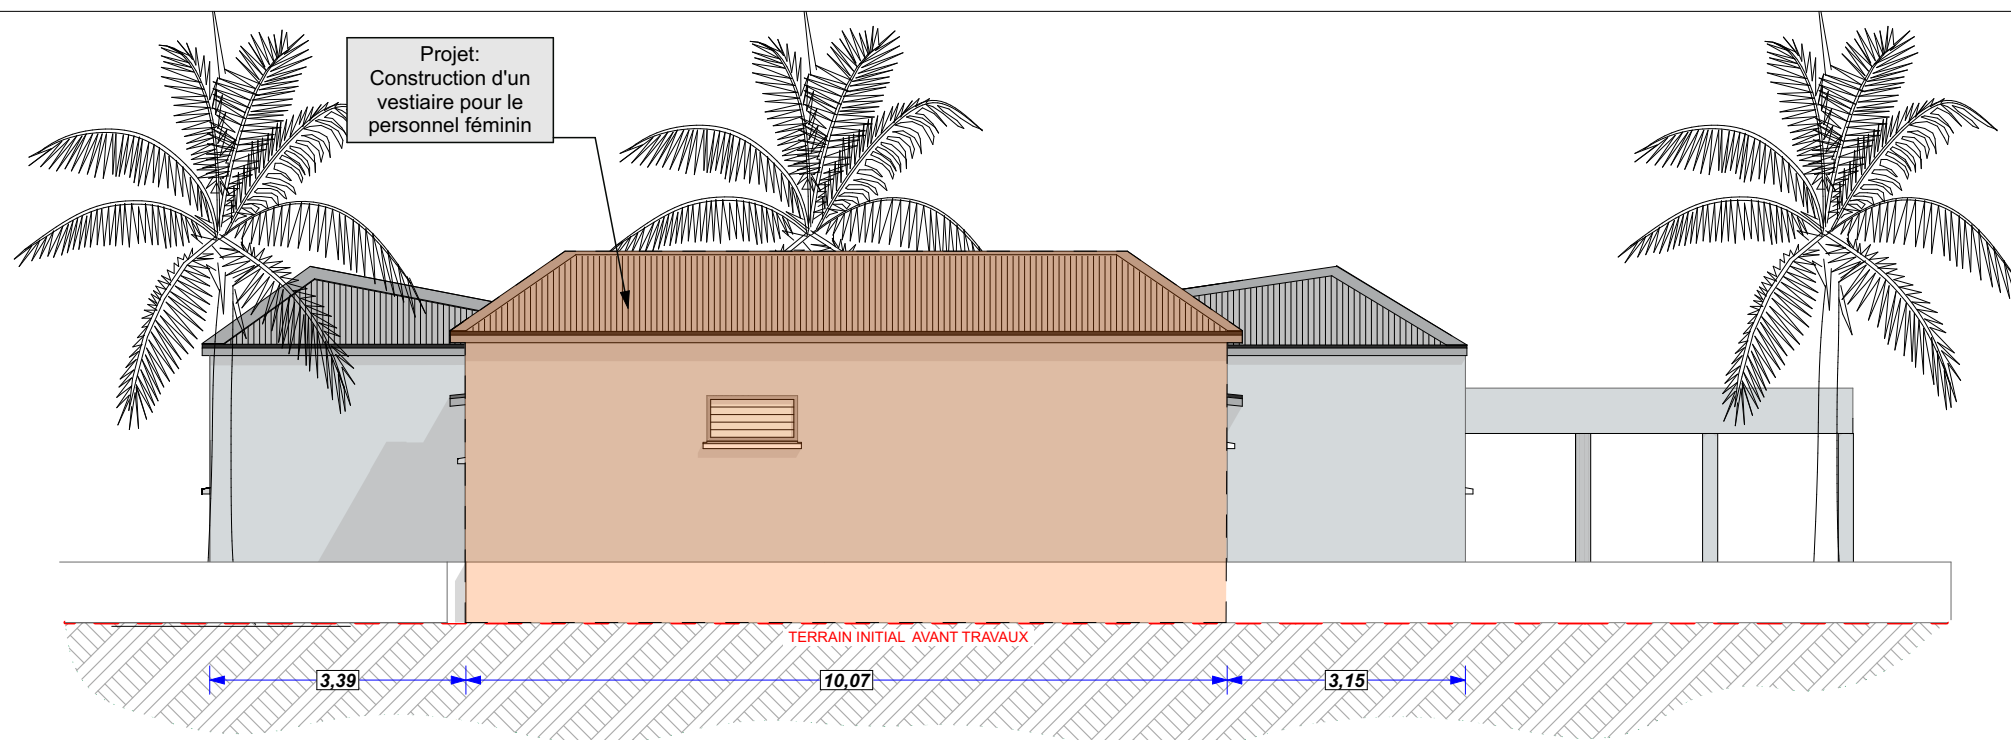 Projet:
Construction d'un
vestiaire pour le
personnel féminin
TERRAIN INITIAL AVANT TRAVAUX
3,39
10,07
3,15